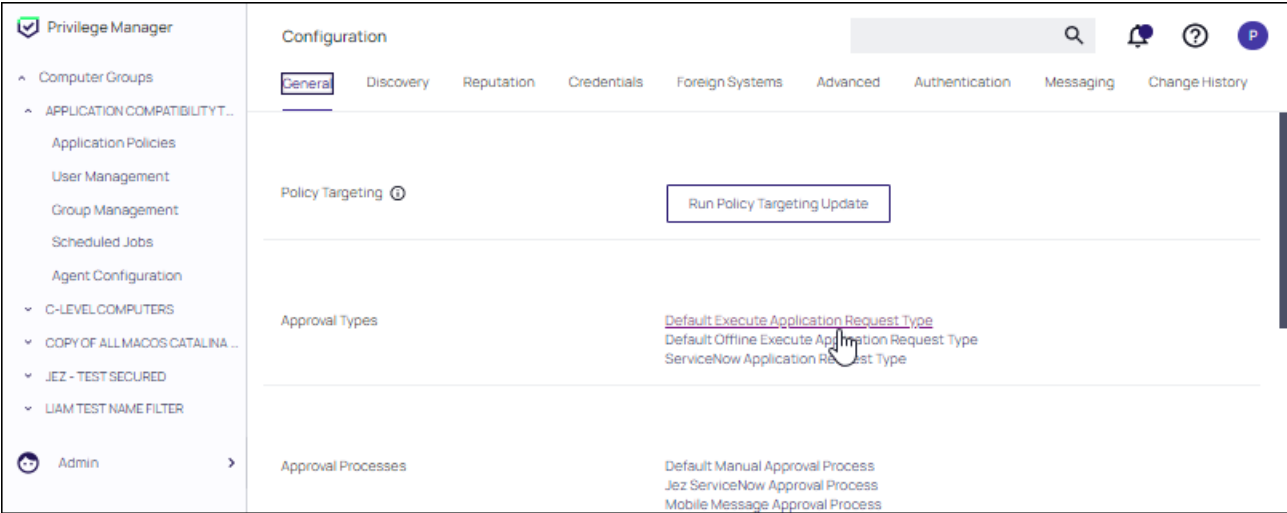 Privilege Manager
Computer Groups
APPLICATION COMPATIBILITY T...
Application Policies
User Management
Group Management
Scheduled Jobs
Agent Configuration
C-LEVEL COMPUTERS
COPY OF ALL MACOS CATALINA ...
JEZ - TEST SECURED
LIAM TEST NAME FILTER
Admin
Configuration
P
General Discovery Reputation Credentials Foreign Systems Advanced Authentication Messaging Change History
Policy Targeting
Run Policy Targeting Update
Approval Types
Default Execute Application Request Type
Default Offline Execute Application Request Type
ServiceNow Application Request Type
Approval Processes
Default Manual Approval Process
Jez ServiceNow Approval Process
Mobile Message Approval Process